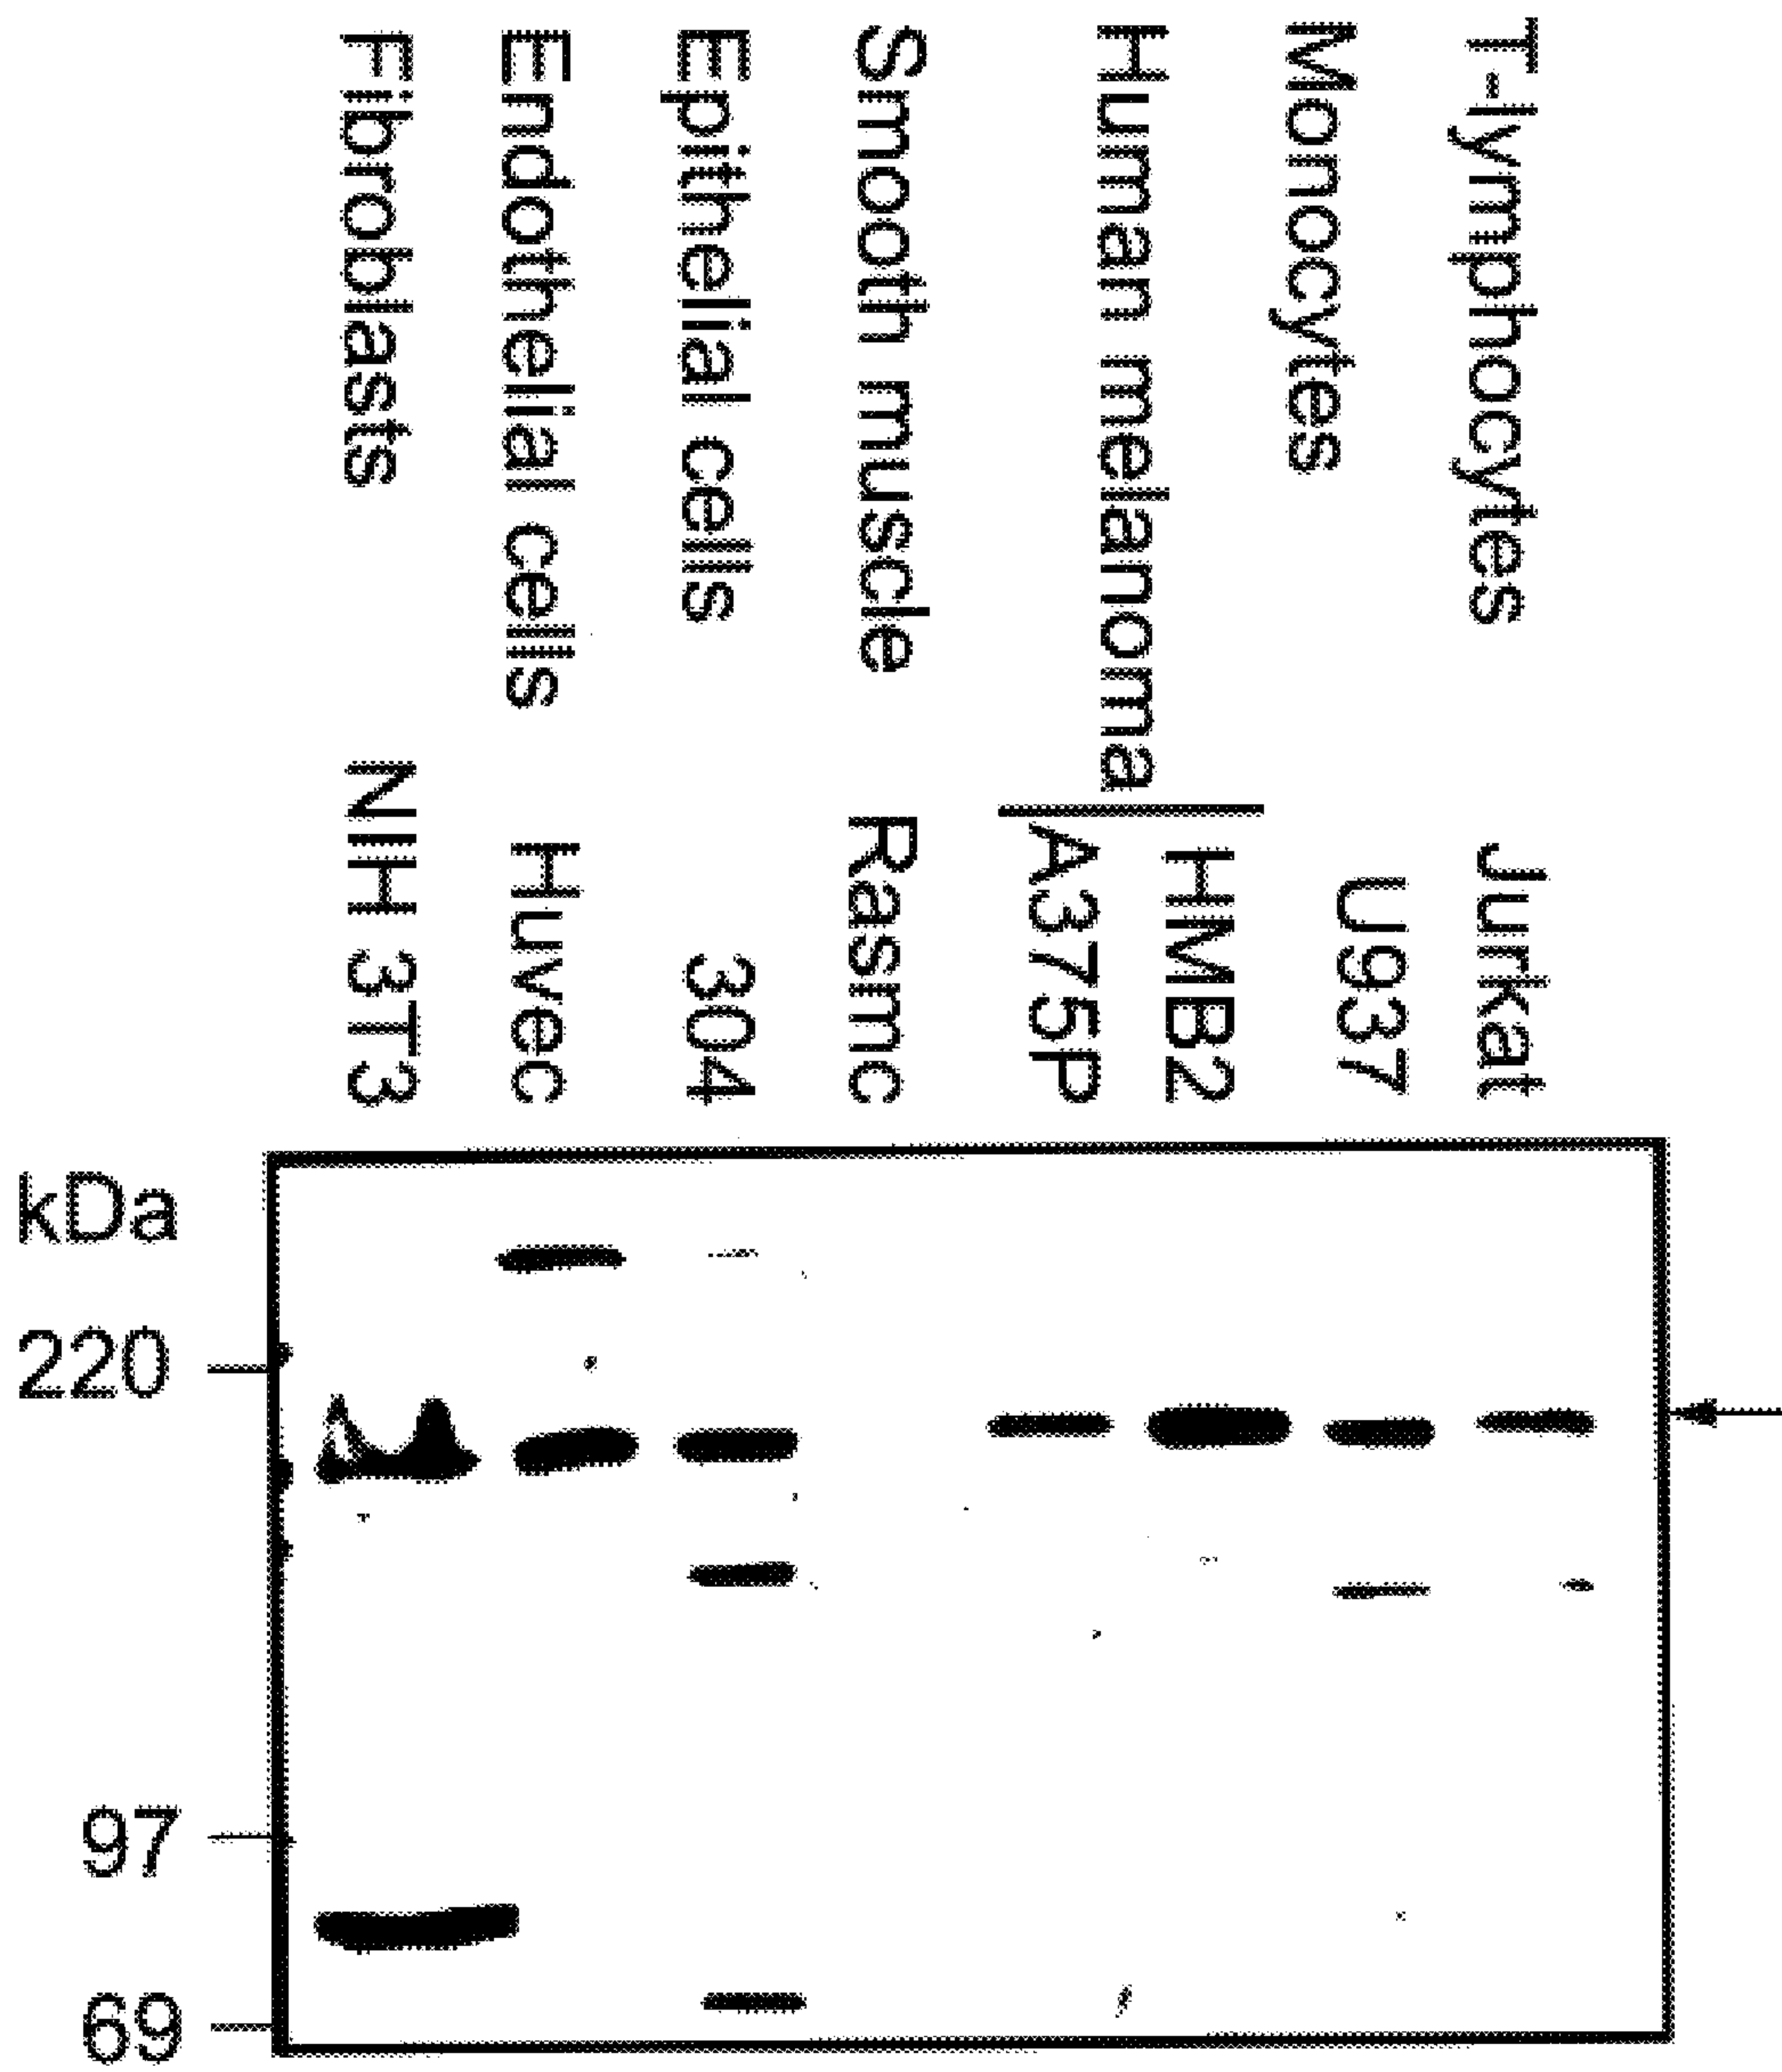 Fibroblasts
Endothelial cells
Epithelial cells
Smooth muscle
Human melanoma
Monocytes
T-lymphocytes
NIH 3T3
Huvec
304
Rasmc
A375P
HMB2
U937
Jurkat
kDa
220
97
69